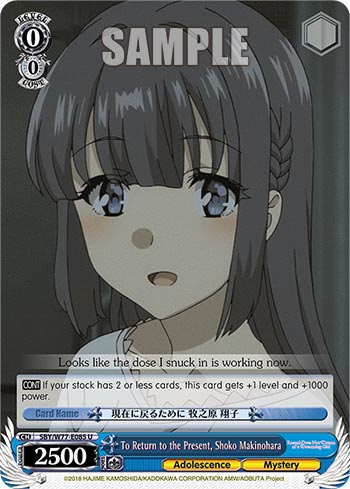 LEVEL
0
0
COST
SAMPLE
Looks like the dose I snuck in is working now.
CONT If your stock has 2 or less cards, this card gets +1 level and +1000
power.
Card Name 現在に戻るために 牧之原 翔子
CH SBY/W77-E085 U
2500 To Return to the Present, Shoko Makinohara
Adolescence Mystery
©2018 HAJIME KAMOSHIDA/KADOKAWA CORPORATION AMW/AOBUTA Project